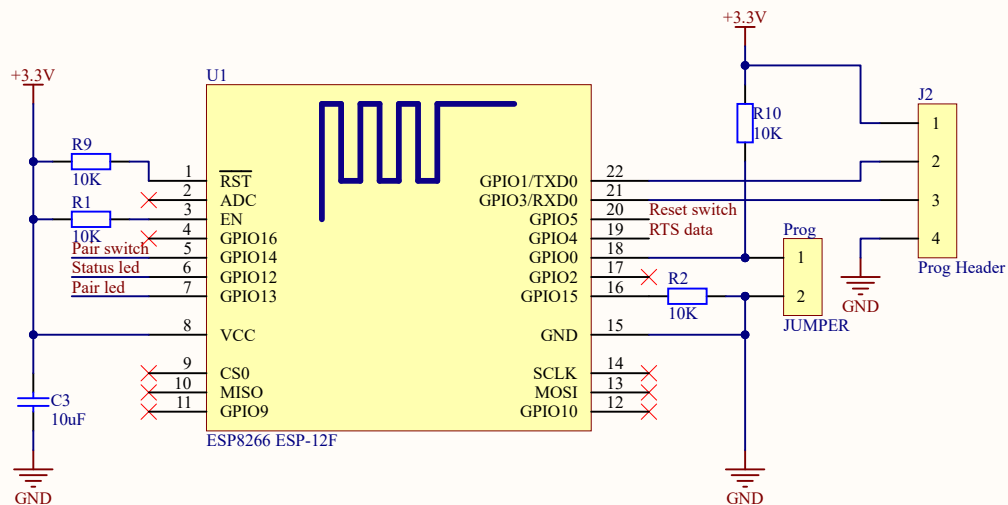 +3.3V
+3.3V
U1
J2
R9
10K
R1
10K
R10
10K
1
RST
2
ADC
3
EN
4
GPIO16
Pair switch
5
GPIO14
Status led
6
GPIO12
Pair led
7
GPIO13
8
VCC
9
CS0
10
MISO
11
GPIO9
GPIO1/TXD0
22
GPIO3/RXD0
21
GPIO5
20
Reset switch
GPIO4
19
RTS data
GPIO0
18
GPIO2
17
GPIO15
16
R2
10K
GND
15
SCLK
14
MOSI
13
GPIO10
12
Prog
1
2
JUMPER
1
2
3
4
Prog Header
GND
C3
10uF
ESP8266 ESP-12F
GND
GND